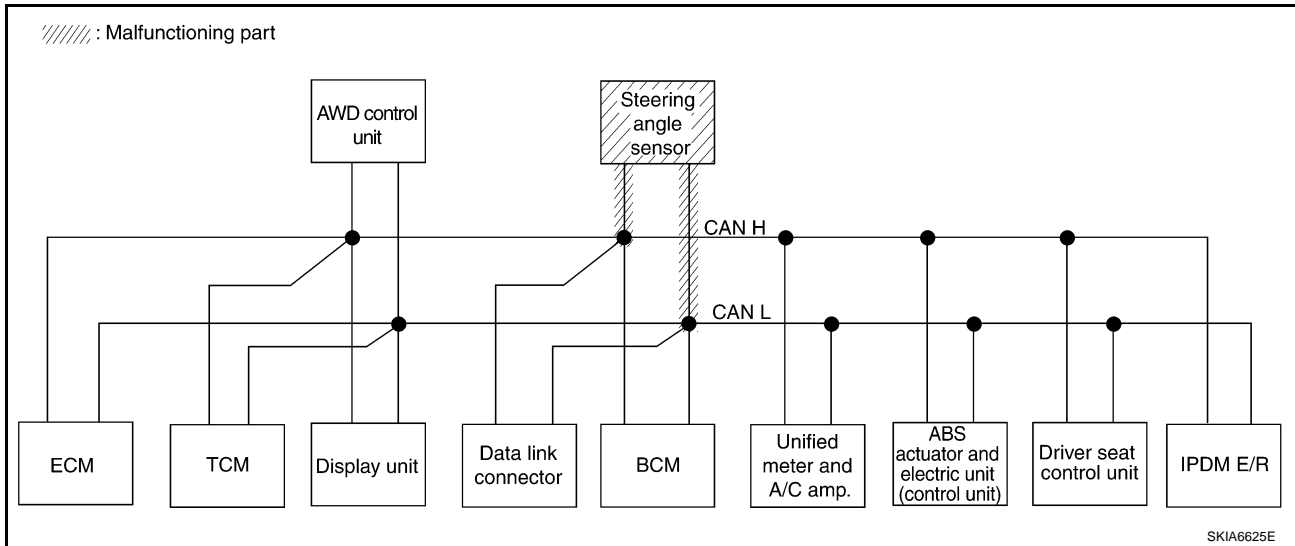 : Malfunctioning part
AWD control
unit
Steering
angle
sensor
CAN H
CAN L
ECM
TCM
Display unit
Data link
connector
BCM
Unified
meter and
A/C amp.
ABS
actuator and
electric unit
(control unit)
Driver seat
control unit
IPDM E/R
SKIA6625E